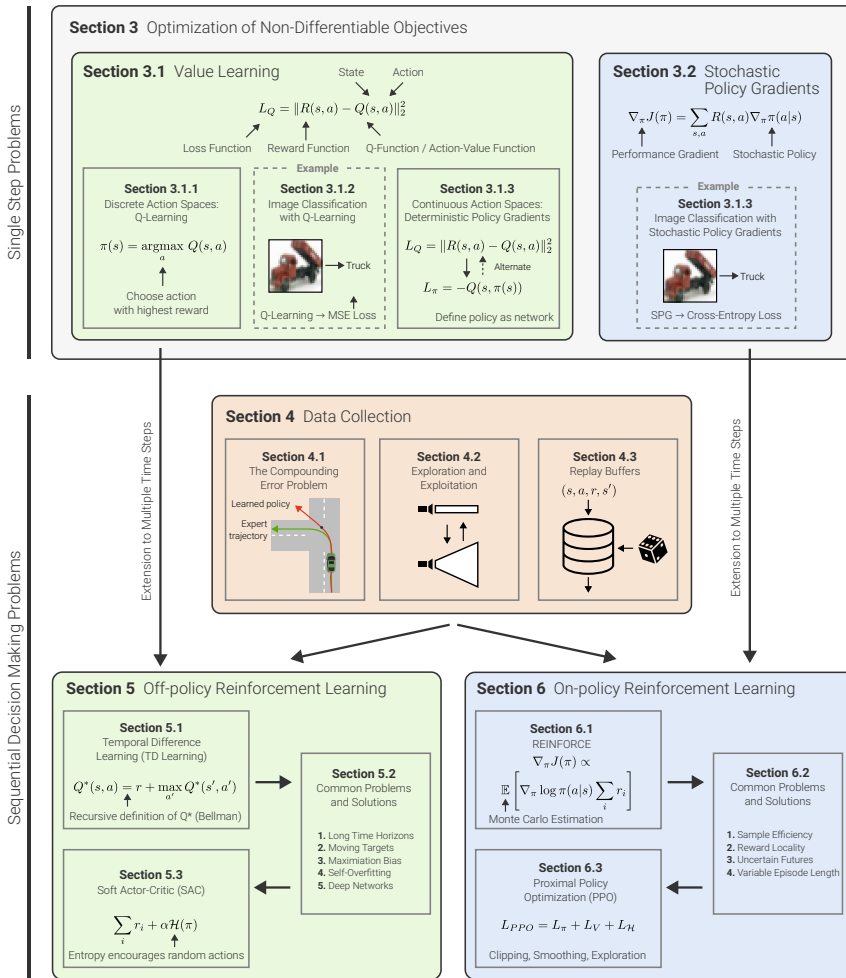 Single Step Problems
Section 3 Optimization of Non-Differentiable Objectives
Section 3.1 Value Learning
State
Action
L_Q = ‖R(s, a) − Q(s, a)‖₂²
Loss Function
Reward Function
Q-Function / Action-Value Function
Section 3.1.1
Discrete Action Spaces:
Q-Learning
π(s) = argmax Q(s, a)
a
Choose action
with highest reward
Example
Section 3.1.2
Image Classification
with Q-Learning
Truck
Q-Learning → MSE Loss
Section 3.1.3
Continuous Action Spaces:
Deterministic Policy Gradients
L_Q = ‖R(s, a) − Q(s, a)‖₂²
Alternate
L_π = −Q(s, π(s))
Define policy as network
Section 3.2 Stochastic
Policy Gradients
∇_π J(π) = ∑ R(s, a)∇_π π(a|s)
s,a
Performance Gradient
Stochastic Policy
Example
Section 3.1.3
Image Classification with
Stochastic Policy Gradients
Truck
SPG → Cross-Entropy Loss
Sequential Decision Making Problems
Extension to Multiple Time Steps
Section 4 Data Collection
Section 4.1
The Compounding
Error Problem
Learned policy
Expert
trajectory
Section 4.2
Exploration and
Exploitation
Section 4.3
Replay Buffers
(s, a, r, s′)
Extension to Multiple Time Steps
Section 5 Off-policy Reinforcement Learning
Section 5.1
Temporal Difference
Learning (TD Learning)
Q*(s, a) = r + max Q*(s′, a′)
a′
Recursive definition of Q* (Bellman)
Section 5.2
Common Problems
and Solutions
1. Long Time Horizons
2. Moving Targets
3. Maximiation Bias
4. Self-Overfitting
5. Deep Networks
Section 5.3
Soft Actor-Critic (SAC)
∑ r_i + αℋ(π)
i
Entropy encourages random actions
Section 6 On-policy Reinforcement Learning
Section 6.1
REINFORCE
∇_π J(π) ∝
𝔼 [∇_π log π(a|s) ∑ r_i]
i
Monte Carlo Estimation
Section 6.2
Common Problems
and Solutions
1. Sample Efficiency
2. Reward Locality
3. Uncertain Futures
4. Variable Episode Length
Section 6.3
Proximal Policy
Optimization (PPO)
L_PPO = L_π + L_V + L_ℋ
Clipping, Smoothing, Exploration